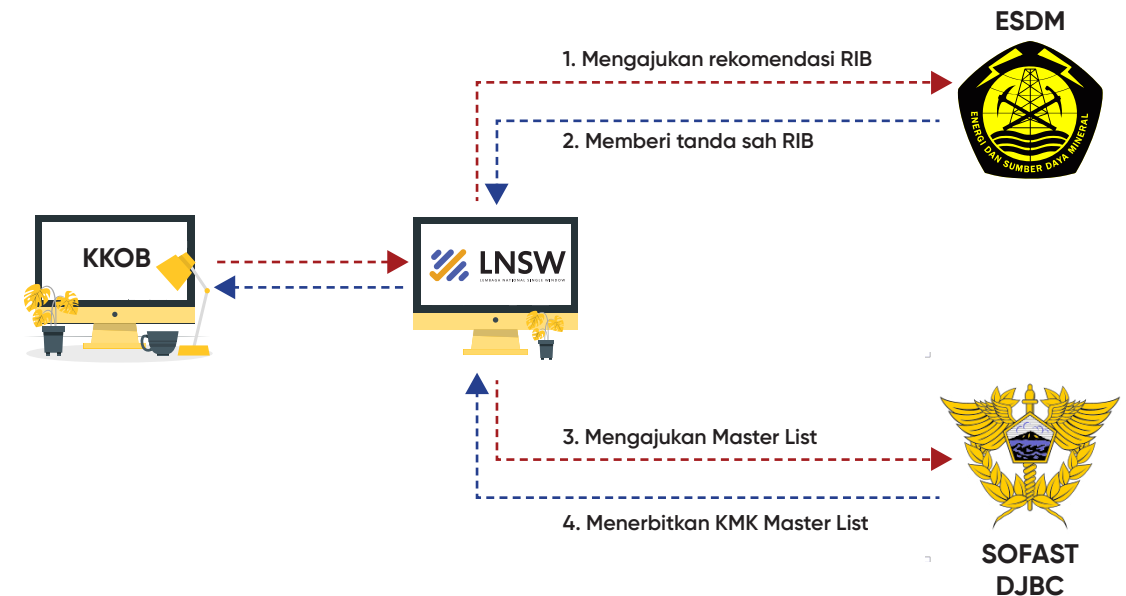 ESDM
1. Mengajukan rekomendasi RIB
ENERGI DAN SUMBER DAYA MINERAL
2. Memberi tanda sah RIB
KKOB
LNSW
LEMBAGA NATIONAL SINGLE WINDOW
3. Mengajukan Master List
4. Menerbitkan KMK Master List
SOFAST
DJBC